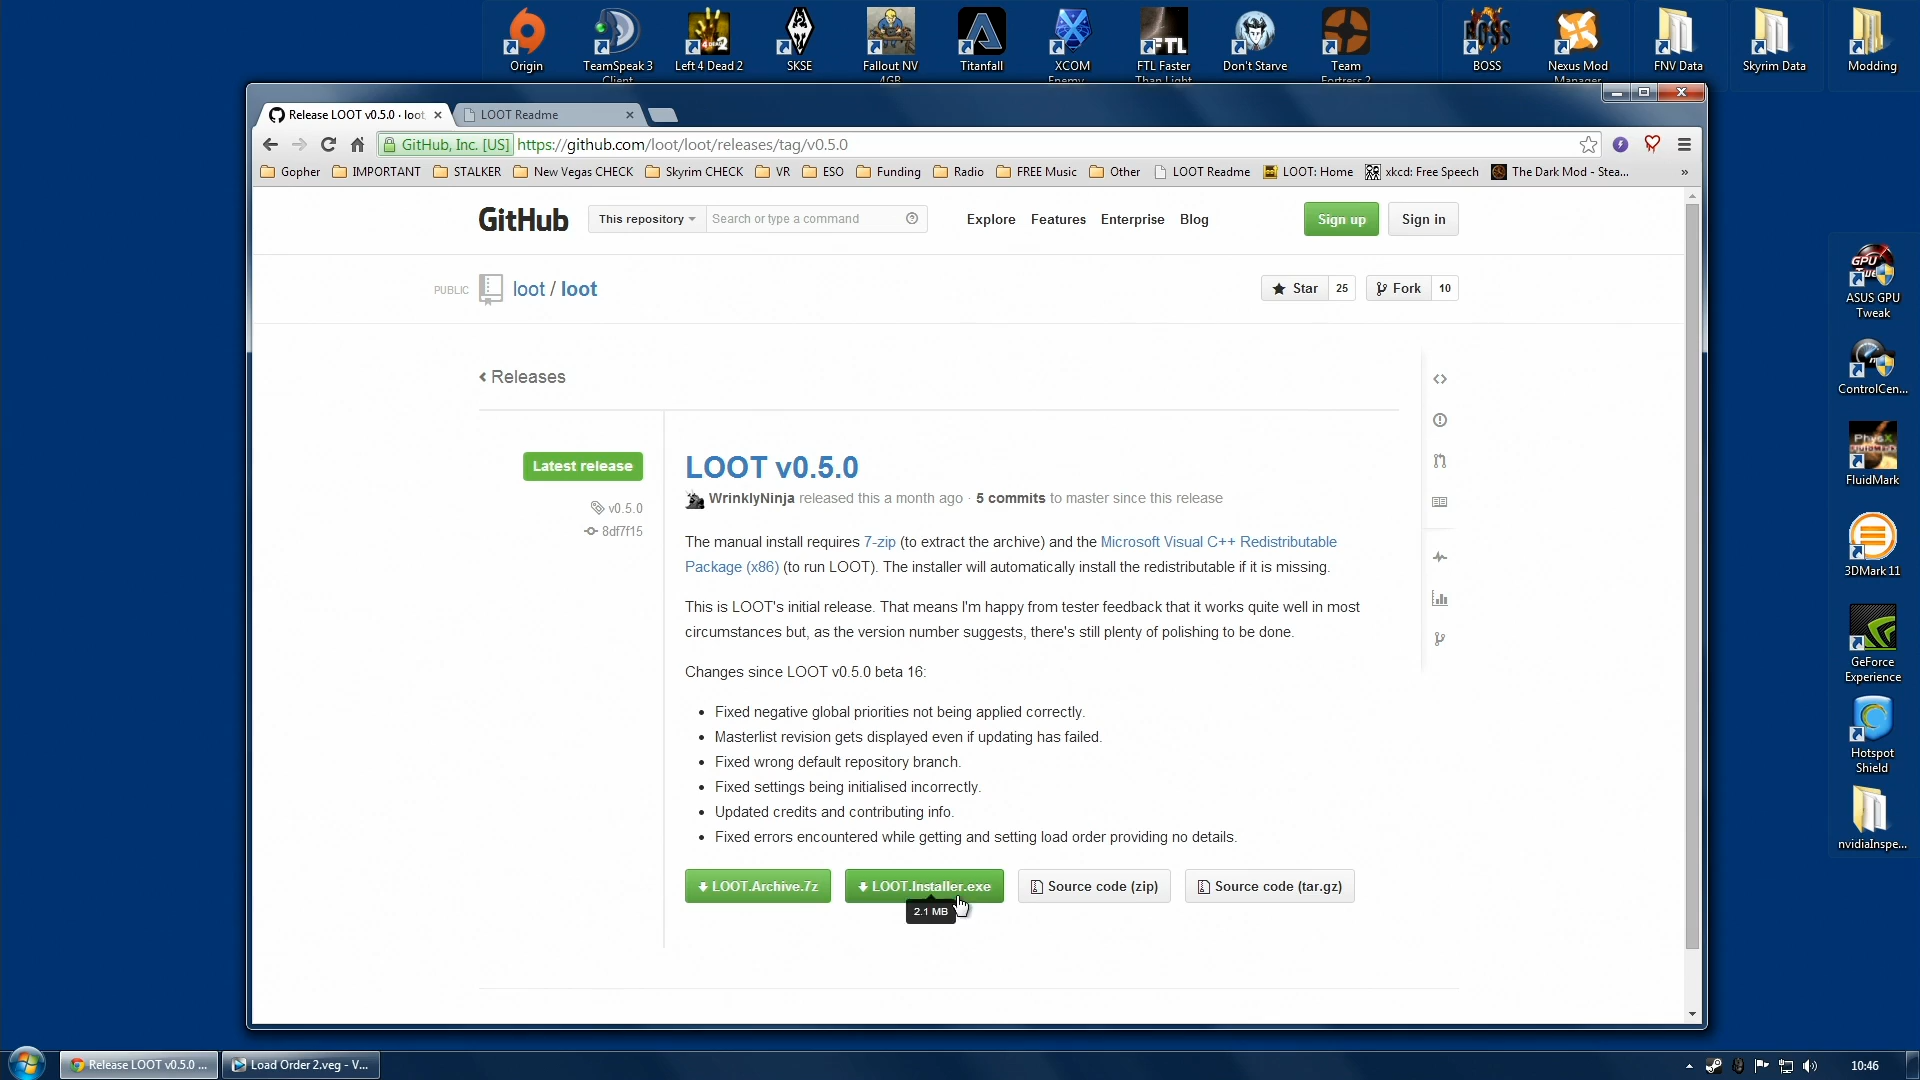 Origin
TeamSpeak 3
Client
Left 4 Dead 2
SKSE
Fallout NV
4GB
Titanfall
XCOM
Enemy
FTL Faster
Than Light
Don't Starve
Team
Fortress 2
BOSS
Nexus Mod
Manager
FNV Data
Skyrim Data
Modding
Release LOOT v0.5.0 · loot
LOOT Readme
GitHub, Inc. [US] https://github.com/loot/loot/releases/tag/v0.5.0
Gopher IMPORTANT STALKER New Vegas CHECK Skyrim CHECK VR ESO Funding Radio FREE Music Other LOOT Readme LOOT: Home xkcd: Free Speech The Dark Mod - Stea... »
GitHub This repository Search or type a command Explore Features Enterprise Blog Sign up Sign in
PUBLIC loot / loot Star 25 Fork 10
Releases
Latest release
v0.5.0
8df7f15
LOOT v0.5.0
WrinklyNinja released this a month ago · 5 commits to master since this release
The manual install requires 7-zip (to extract the archive) and the Microsoft Visual C++ Redistributable
Package (x86) (to run LOOT). The installer will automatically install the redistributable if it is missing.
This is LOOT's initial release. That means I'm happy from tester feedback that it works quite well in most
circumstances but, as the version number suggests, there's still plenty of polishing to be done.
Changes since LOOT v0.5.0 beta 16:
• Fixed negative global priorities not being applied correctly.
• Masterlist revision gets displayed even if updating has failed.
• Fixed wrong default repository branch.
• Fixed settings being initialised incorrectly.
• Updated credits and contributing info.
• Fixed errors encountered while getting and setting load order providing no details.
LOOT.Archive.7z LOOT.Installer.exe Source code (zip) Source code (tar.gz)
2.1 MB
ASUS GPU
Tweak
ControlCen...
FluidMark
3DMark 11
GeForce
Experience
Hotspot
Shield
nvidiaInspe...
Release LOOT v0.5.0 ...
Load Order 2.veg - V...
10:46